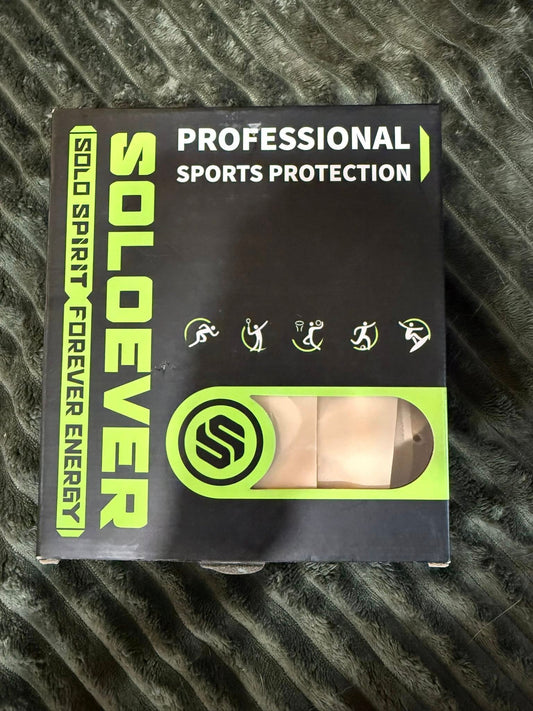 PROFESSIONAL
SPORTS PROTECTION
SOLOEVER
SOLO SPIRIT FOREVER ENERGY